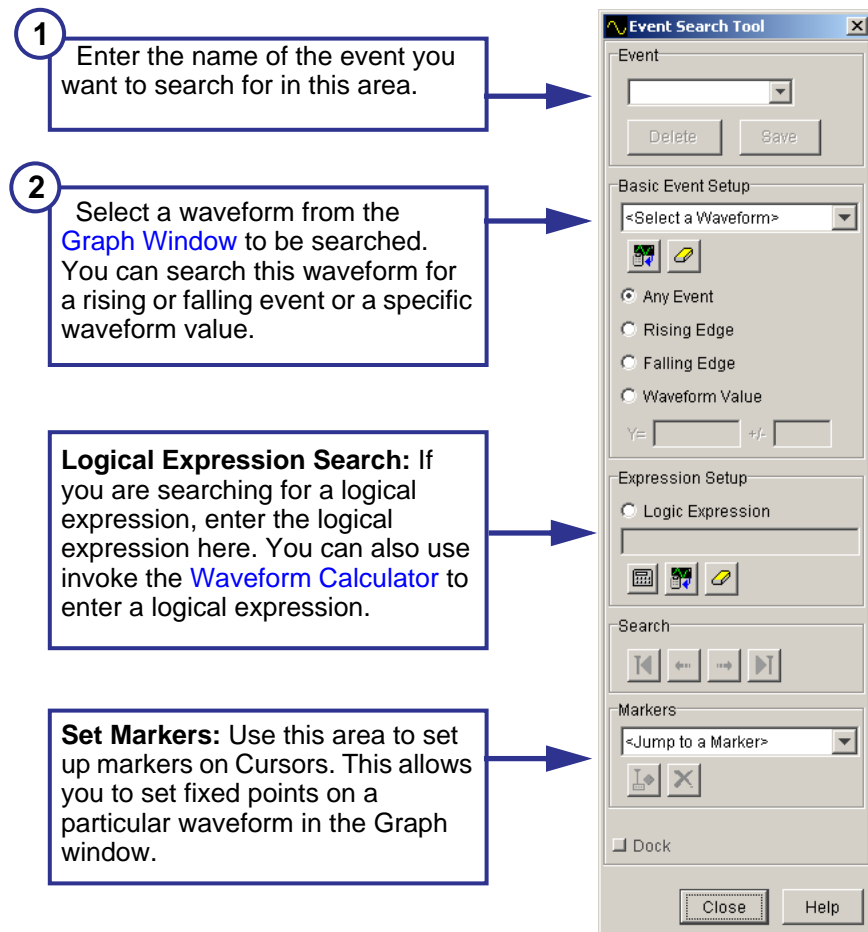 1
Enter the name of the event you
want to search for in this area.
2
Select a waveform from the
Graph Window to be searched.
You can search this waveform for
a rising or falling event or a specific
waveform value.
Logical Expression Search: If
you are searching for a logical
expression, enter the logical
expression here. You can also use
invoke the Waveform Calculator to
enter a logical expression.
Set Markers: Use this area to set
up markers on Cursors. This allows
you to set fixed points on a
particular waveform in the Graph
window.
Event Search Tool
Event
Delete Save
Basic Event Setup
<Select a Waveform>
Any Event
Rising Edge
Falling Edge
Waveform Value
Y= +/-
Expression Setup
Logic Expression
Search
Markers
<Jump to a Marker>
Dock
Close Help